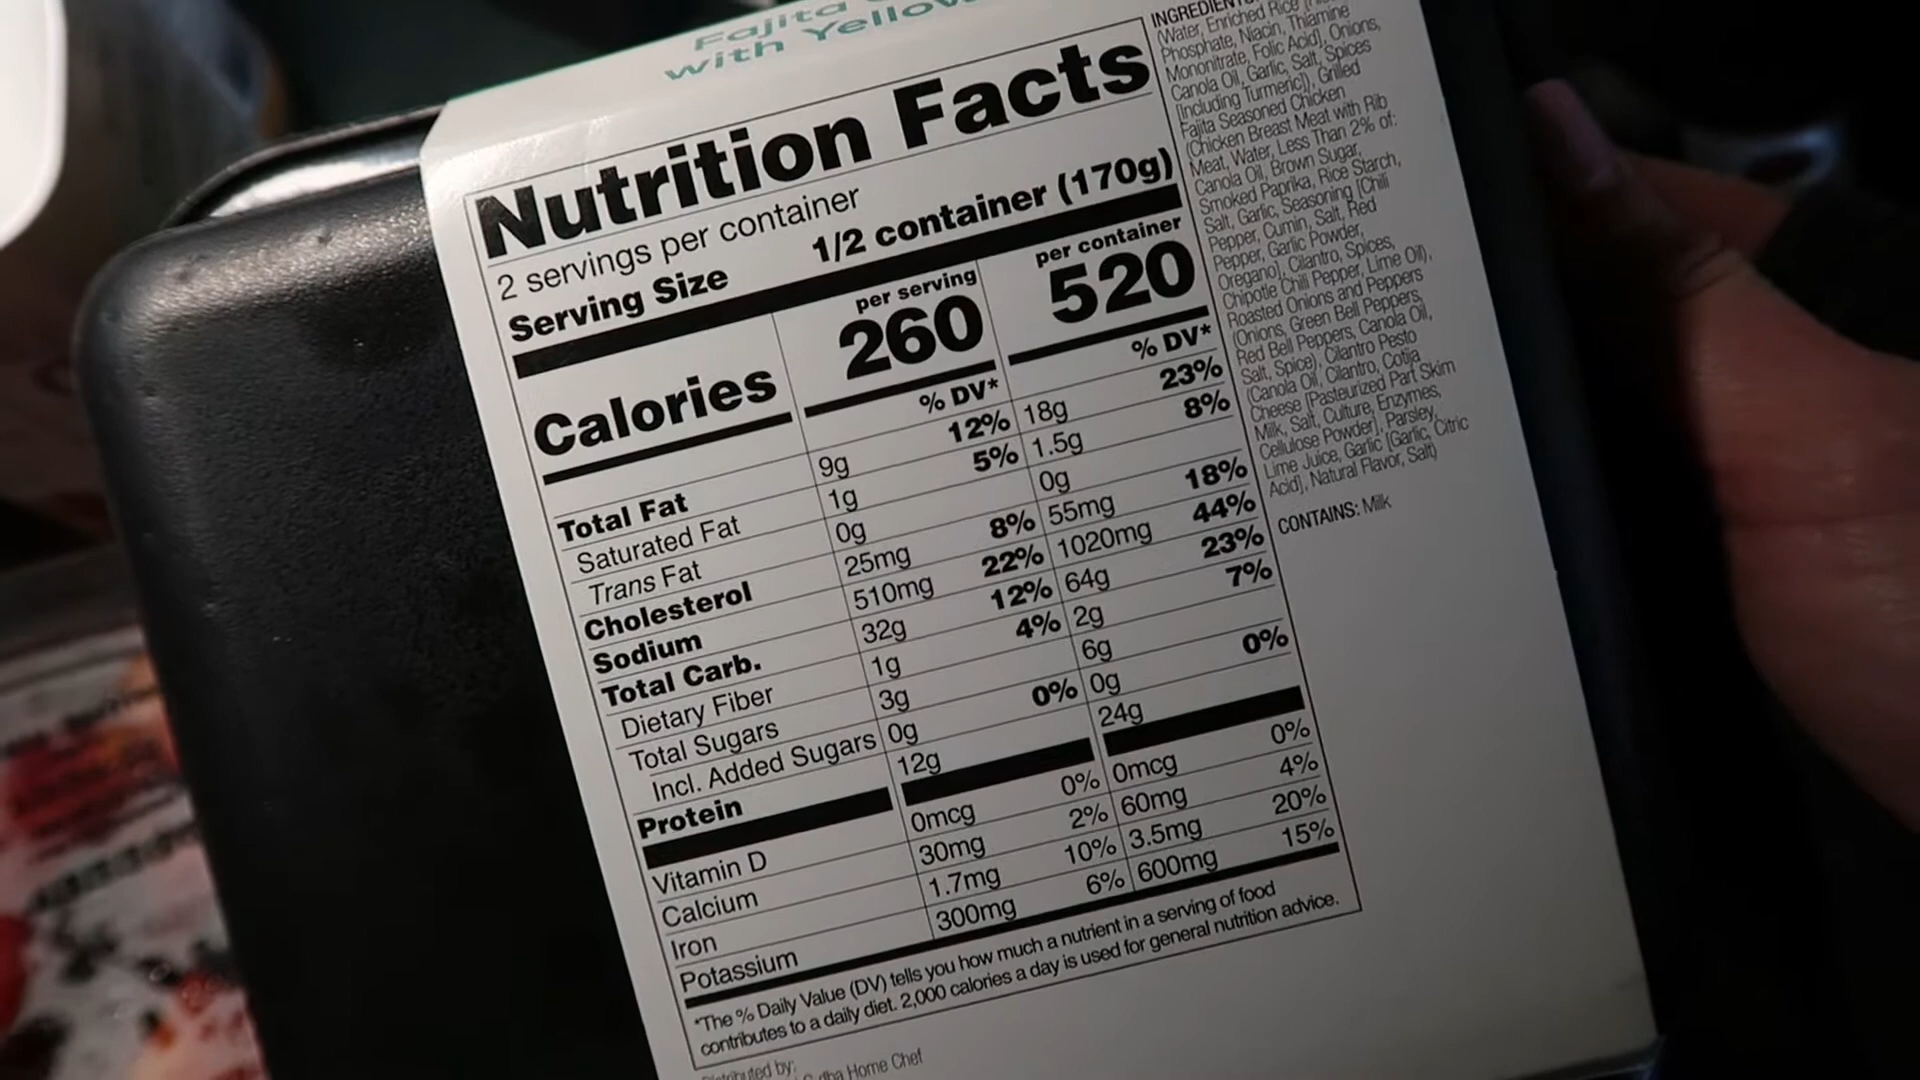 Fajita
with Yellow
Nutrition Facts
2 servings per container
Serving Size 1/2 container (170g)
Calories per serving 260 per container 520
% DV* % DV*
Total Fat 9g 12% 18g 23%
Saturated Fat 1g 5% 1.5g 8%
Trans Fat 0g 0g
Cholesterol 25mg 8% 55mg 18%
Sodium 510mg 22% 1020mg 44%
Total Carb. 32g 12% 64g 23%
Dietary Fiber 1g 4% 2g 7%
Total Sugars 3g 6g
Incl. Added Sugars 0g 0% 0g 0%
Protein 12g 24g
Vitamin D 0mcg 0% 0mcg 0%
Calcium 30mg 2% 60mg 4%
Iron 1.7mg 10% 3.5mg 20%
Potassium 300mg 6% 600mg 15%
*The % Daily Value (DV) tells you how much a nutrient in a serving of food
contributes to a daily diet. 2,000 calories a day is used for general nutrition advice.
Distributed by:
dba Home Chef
Water, Enriched Rice
Phosphate, Niacin, Thiamine
Mononitrate, Folic Acid], Onions,
Canola Oil, Garlic, Salt, Spices
[Including Turmeric]), Grilled
Fajita Seasoned Chicken
(Chicken Breast Meat with Rib
Meat, Water, Less Than 2% of:
Canola Oil, Brown Sugar,
Smoked Paprika, Rice Starch,
Salt, Garlic, Seasoning [Chili
Pepper, Cumin, Salt, Red
Pepper, Garlic Powder,
Oregano], Cilantro, Spices,
Chipotle Chili Pepper, Lime Oil),
Roasted Onions and Peppers
(Onions, Green Bell Peppers,
Red Bell Peppers, Canola Oil,
Salt, Spice), Cilantro Pesto
(Canola Oil, Cilantro, Cotija
Cheese [Pasteurized Part Skim
Milk, Salt, Culture, Enzymes,
Cellulose Powder], Parsley,
Lime Juice, Garlic [Garlic, Citric
Acid], Natural Flavor, Salt)
CONTAINS: Milk